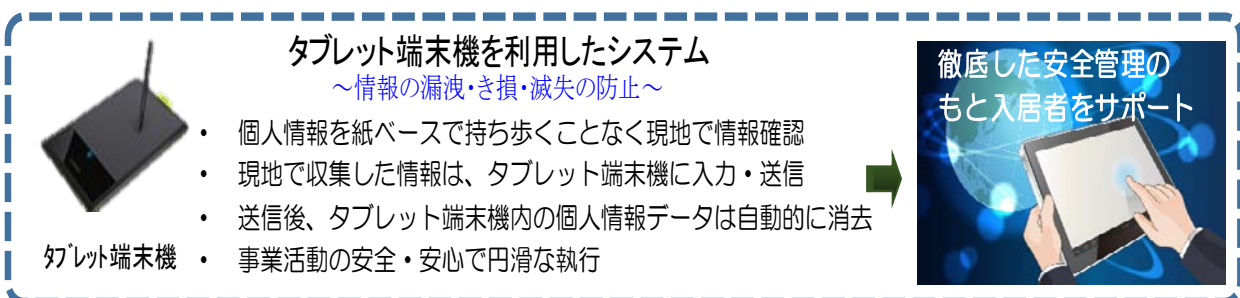 タブレット端末機を利用したシステム
～情報の漏洩・き損・滅失の防止～
・ 個人情報を紙ベースで持ち歩くことなく現地で情報確認
・ 現地で収集した情報は、タブレット端末機に入力・送信
・ 送信後、タブレット端末機内の個人情報データは自動的に消去
・ 事業活動の安全・安心で円滑な執行
タブレット端末機
徹底した安全管理の
もと入居者をサポート